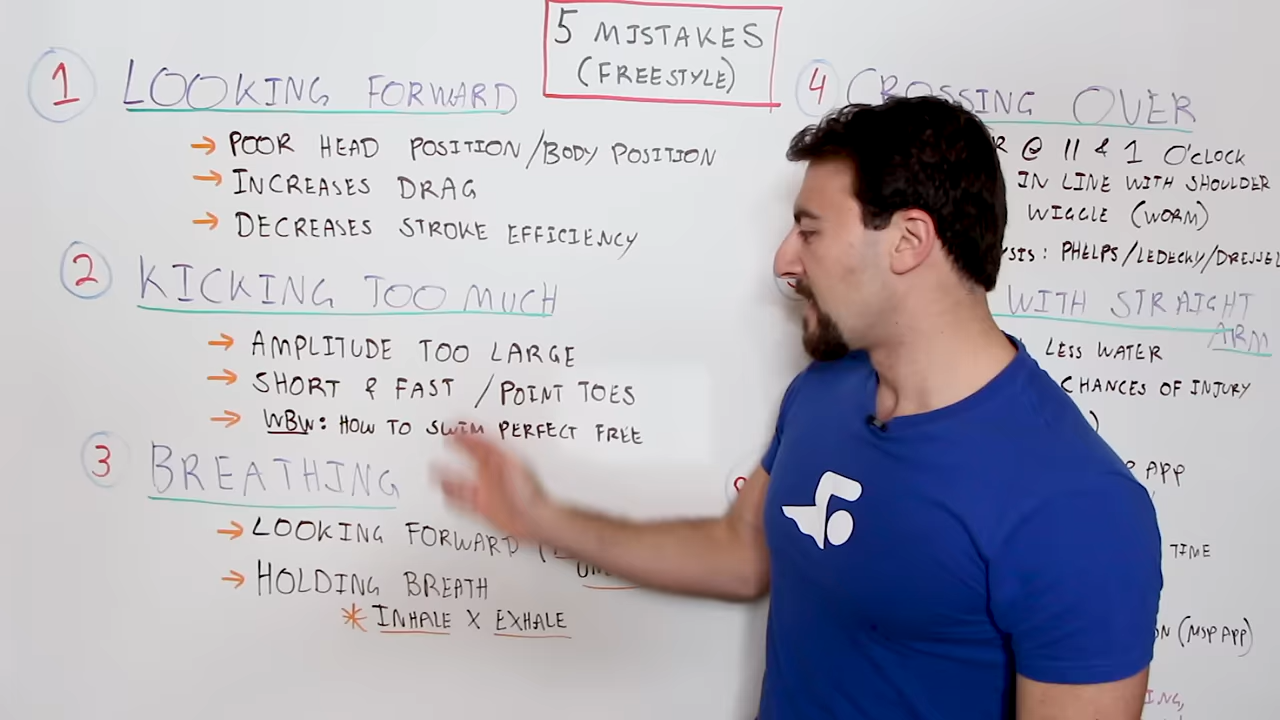 5 MISTAKES
(FREESTYLE)
1 LOOKING FORWARD
→ POOR HEAD POSITION/BODY POSITION
→ INCREASES DRAG
→ DECREASES STROKE EFFICIENCY
2 KICKING TOO MUCH
→ AMPLITUDE TOO LARGE
→ SHORT & FAST /POINT TOES
→ WBW: HOW TO SWIM PERFECT FREE
3 BREATHING
→ LOOKING FORWARD (
→ HOLDING BREATH
* INHALE X EXHALE
4 CROSSING OVER
@ 11 & 1 O'CLOCK
IN LINE WITH SHOULDER
WIGGLE (WORM)
: PHELPS/LEDECKY/DRESSEL
WITH STRAIGHT
ARM
LESS WATER
CHANCES OF INJURY
)
APP
TIME
(MSP APP)